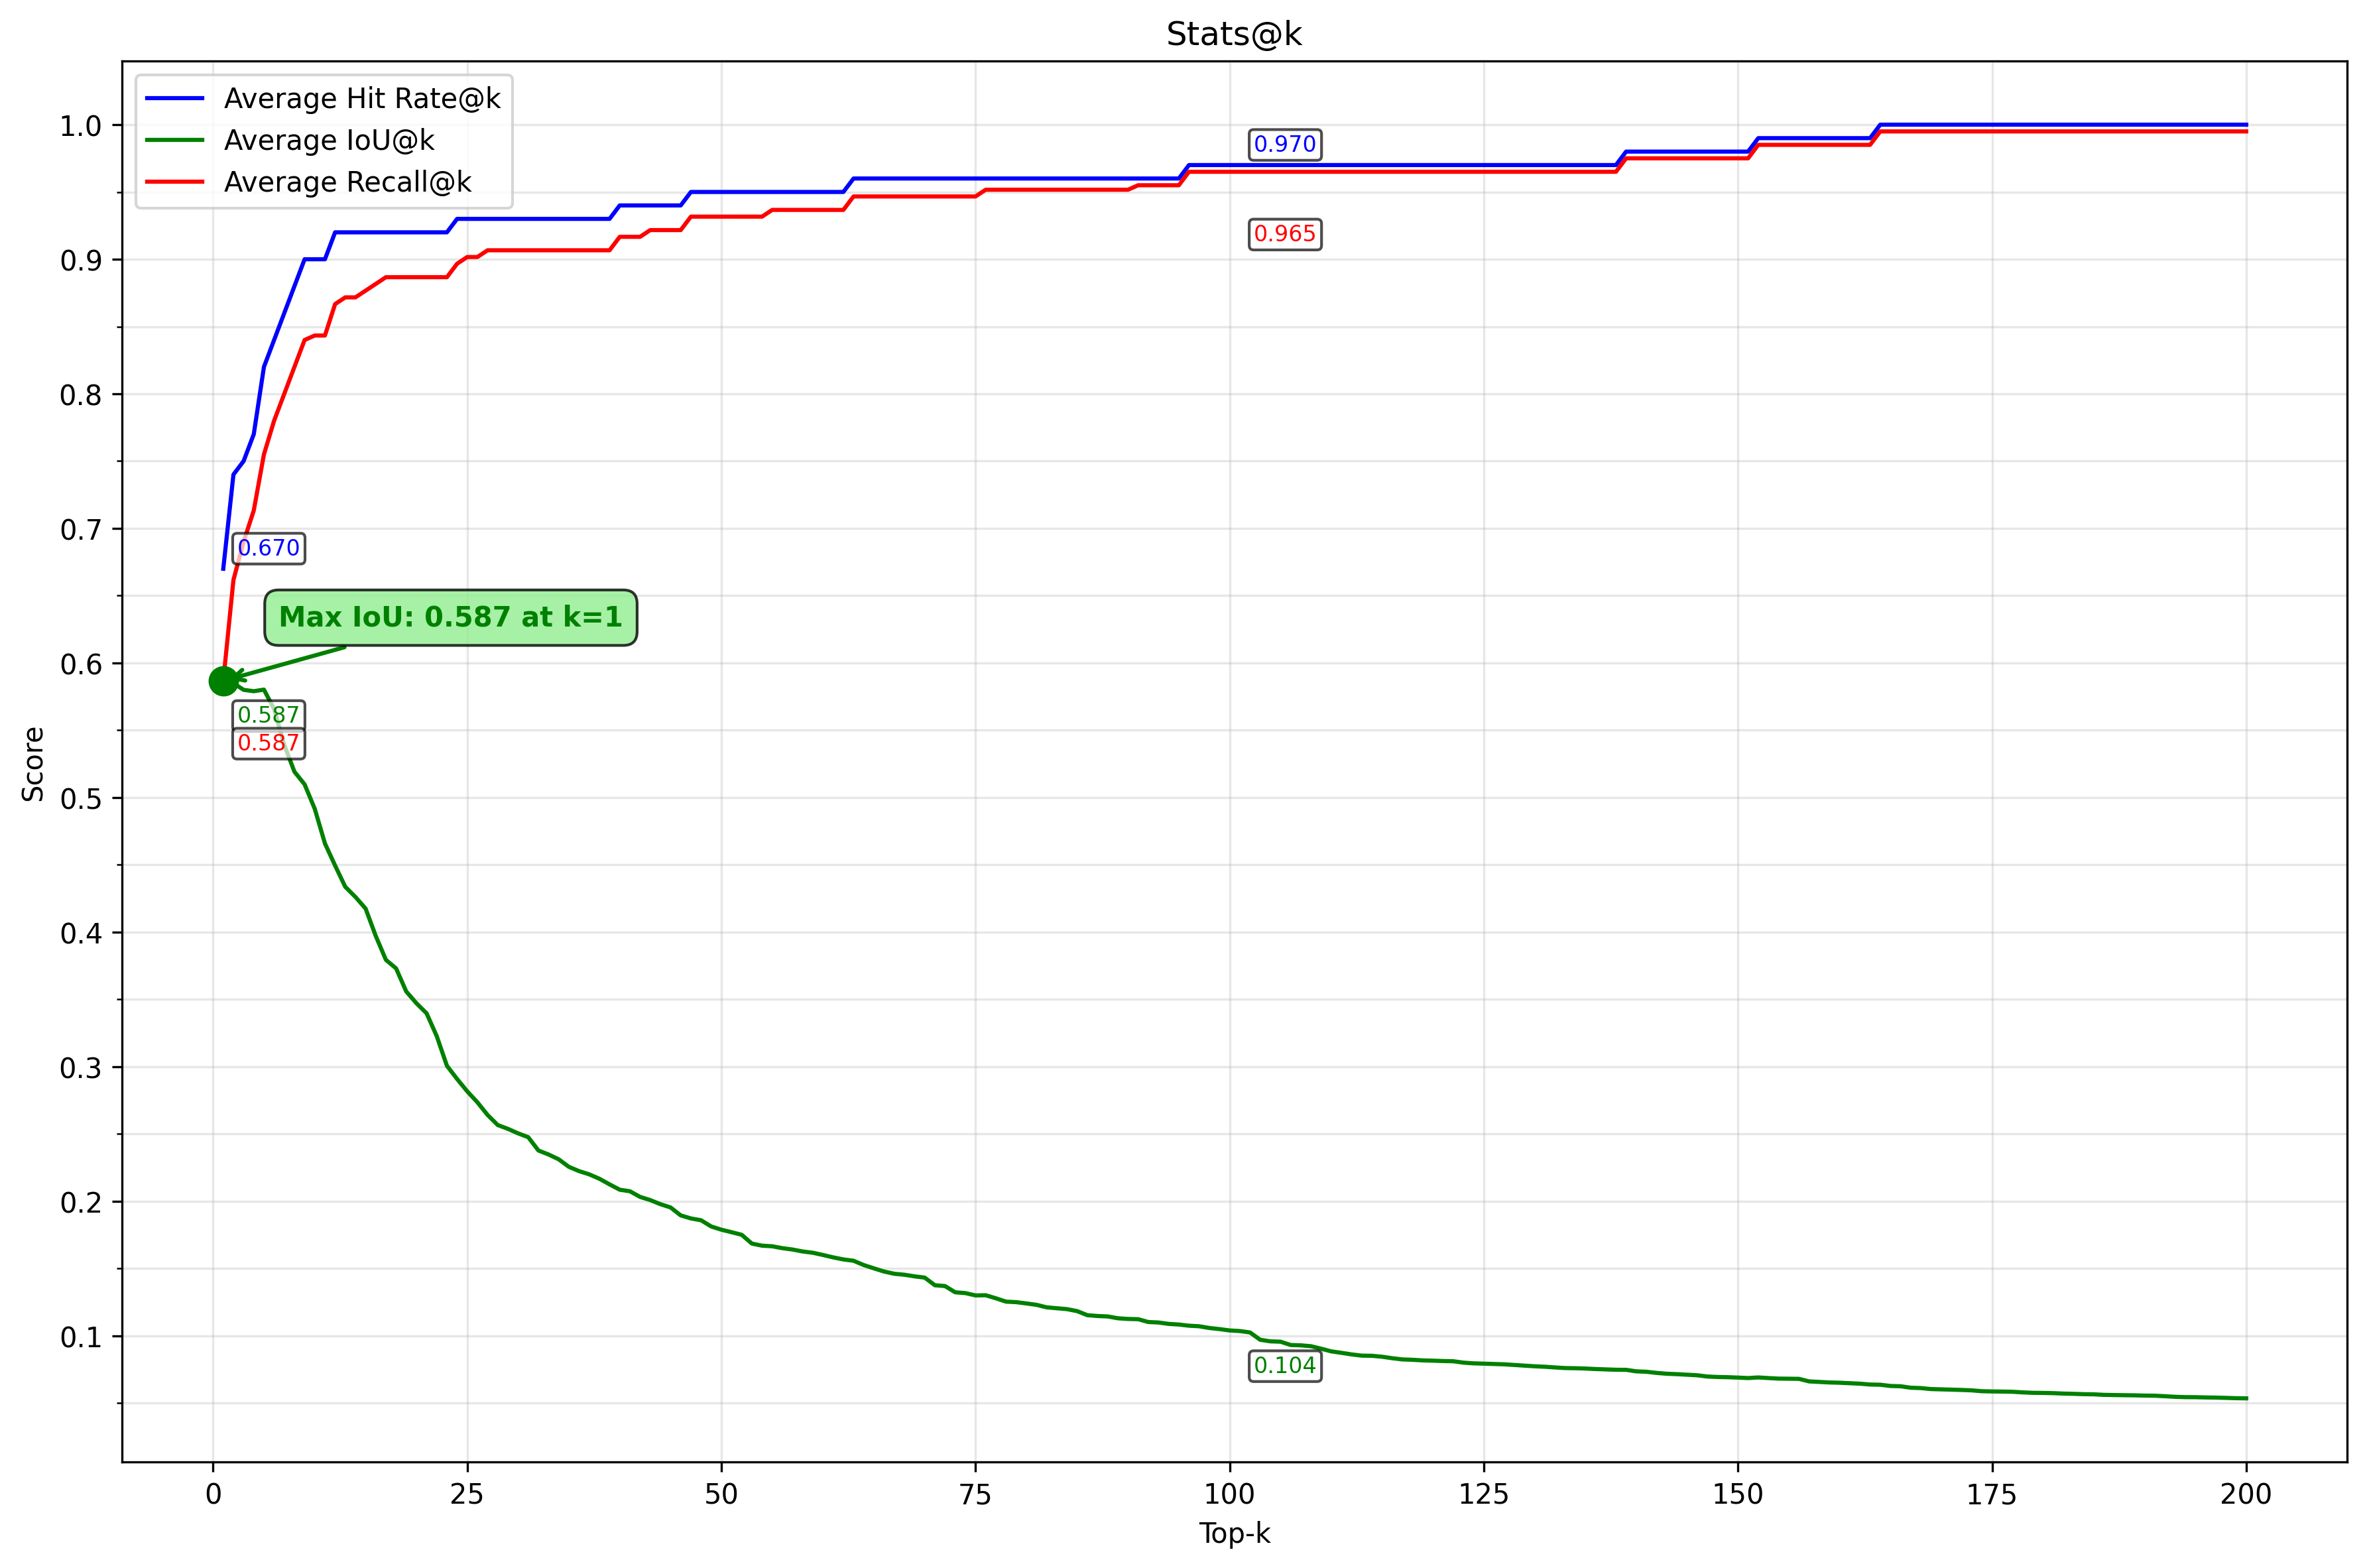 Stats@k
Average Hit Rate@k
Average IoU@k
Average Recall@k
1.0
0.9
0.8
0.7
0.6
0.5
0.4
0.3
0.2
0.1
Score
0.970
0.965
0.670
Max IoU: 0.587 at k=1
0.587
0.587
0.104
0 25 50 75 100 125 150 175 200
Top-k